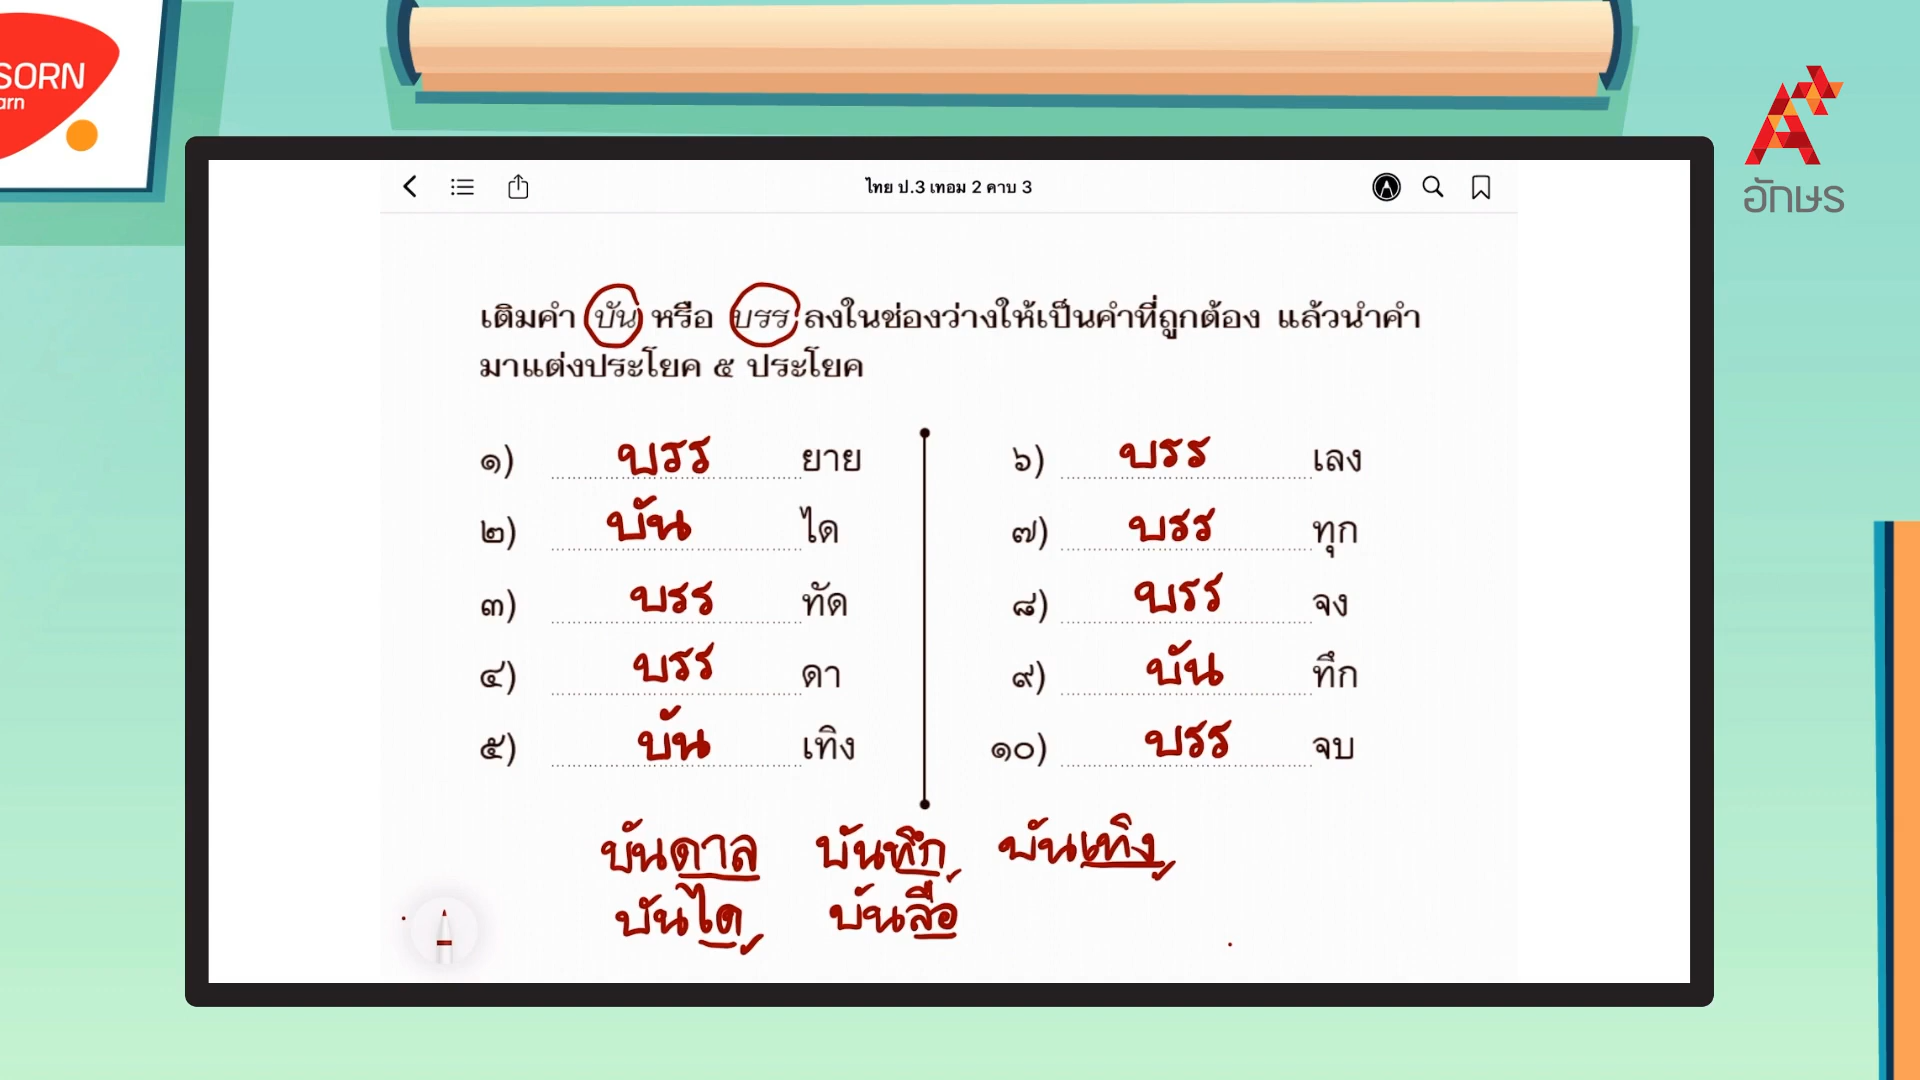 SORN
arn
อักษร
ไทย ป.3 เทอม 2 คาบ 3
เติมคำ บัน หรือ บรร ลงในช่องว่างให้เป็นคำที่ถูกต้อง แล้วนำคำ
มาแต่งประโยค ๕ ประโยค
๑) บรร ยาย
๒) บัน ได
๓) บรร ทัด
๔) บรร ดา
๕) บัน เทิง
๖) บรร เลง
๗) บรร ทุก
๘) บรร จง
๙) บัน ทึก
๑๐) บรร จบ
บันดาล บันทึก บันเทิง
บันได บันลือ